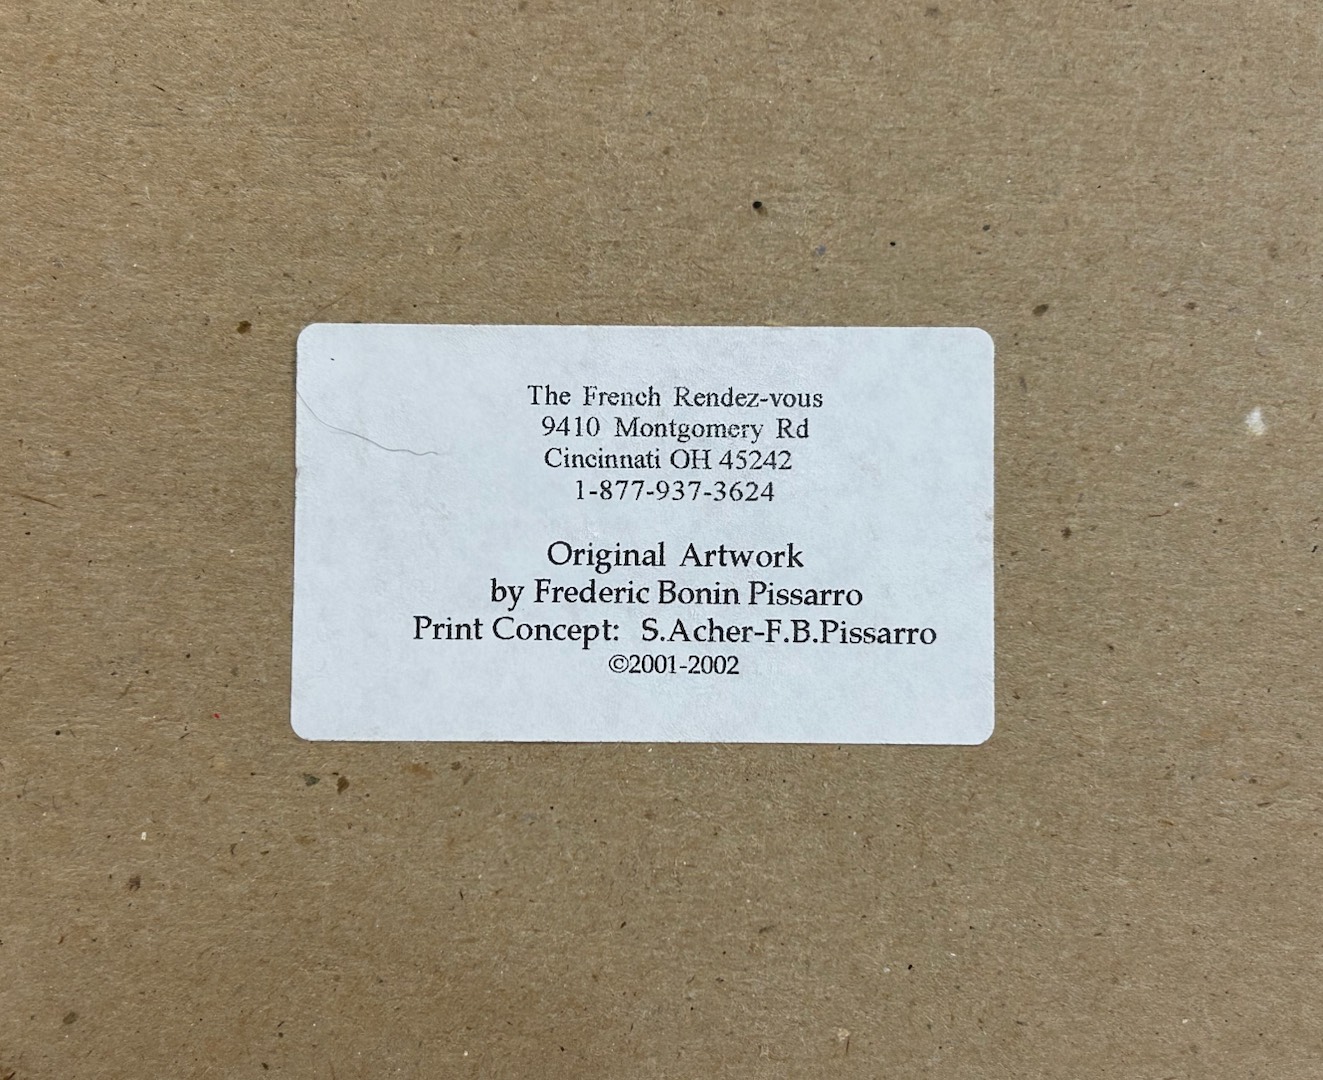 The French Rendez-vous
9410 Montgomery Rd
Cincinnati OH 45242
1-877-937-3624
Original Artwork
by Frederic Bonin Pissarro
Print Concept: S.Acher-F.B.Pissarro
©2001-2002